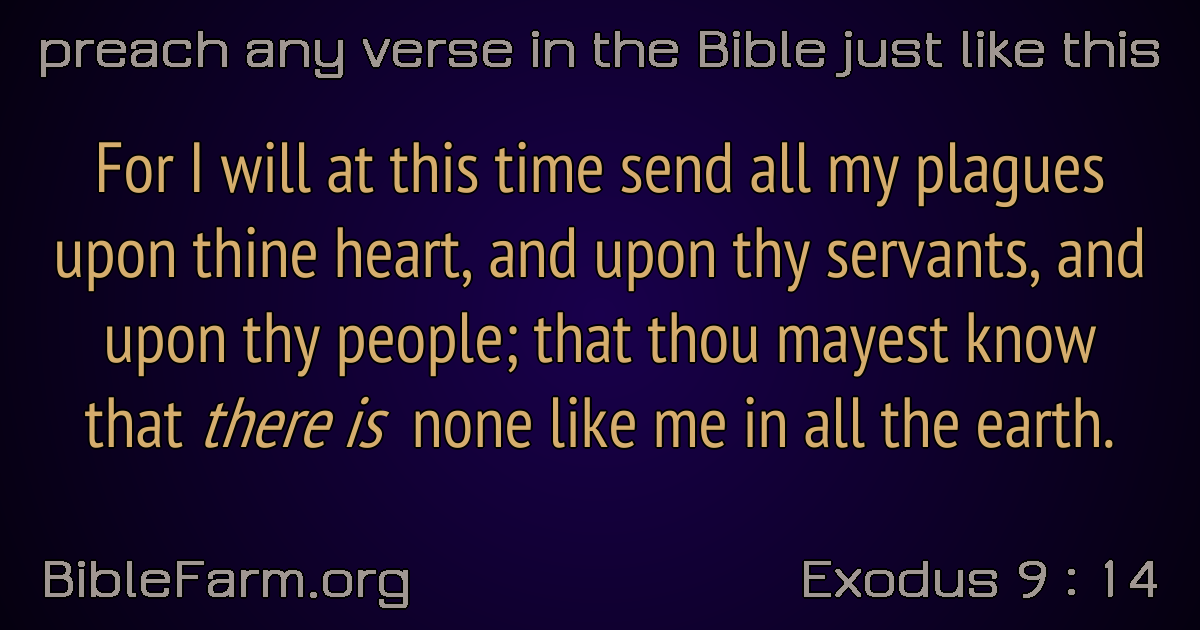 preach any verse in the Bible just like this
For I will at this time send all my plagues
upon thine heart, and upon thy servants, and
upon thy people; that thou mayest know
that there is none like me in all the earth.
BibleFarm.org
Exodus 9 : 14